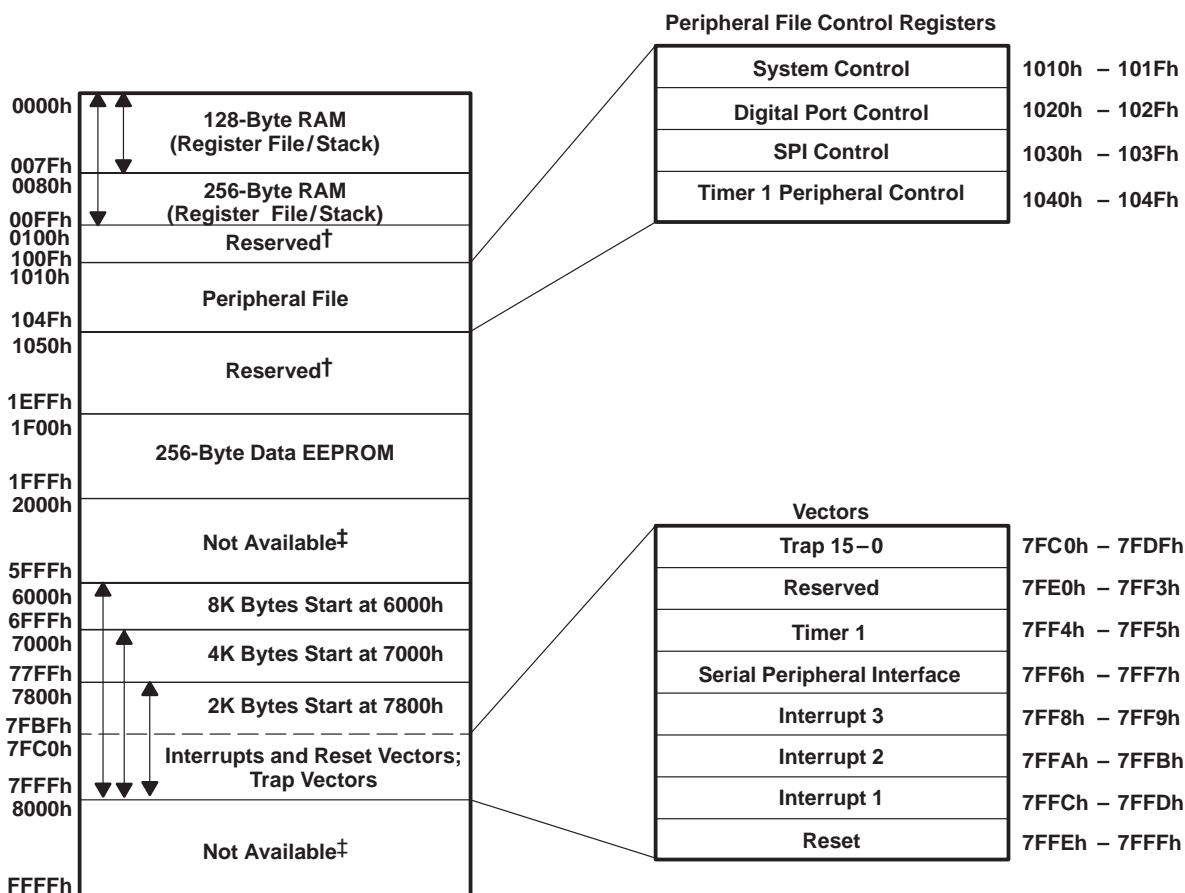 Peripheral File Control Registers
System Control 1010h – 101Fh
Digital Port Control 1020h – 102Fh
SPI Control 1030h – 103Fh
Timer 1 Peripheral Control 1040h – 104Fh
0000h
128-Byte RAM
(Register File/Stack)
007Fh
0080h
256-Byte RAM
(Register File/Stack)
00FFh
0100h
Reserved†
100Fh
1010h
Peripheral File
104Fh
1050h
Reserved†
1EFFh
1F00h
256-Byte Data EEPROM
1FFFh
2000h
Not Available‡
5FFFh
6000h
8K Bytes Start at 6000h
6FFFh
7000h
4K Bytes Start at 7000h
77FFh
7800h
2K Bytes Start at 7800h
7FBFh
7FC0h
Interrupts and Reset Vectors;
Trap Vectors
7FFFh
8000h
Not Available‡
FFFFh
Vectors
Trap 15–0 7FC0h – 7FDFh
Reserved 7FE0h – 7FF3h
Timer 1 7FF4h – 7FF5h
Serial Peripheral Interface 7FF6h – 7FF7h
Interrupt 3 7FF8h – 7FF9h
Interrupt 2 7FFAh – 7FFBh
Interrupt 1 7FFCh – 7FFDh
Reset 7FFEh – 7FFFh